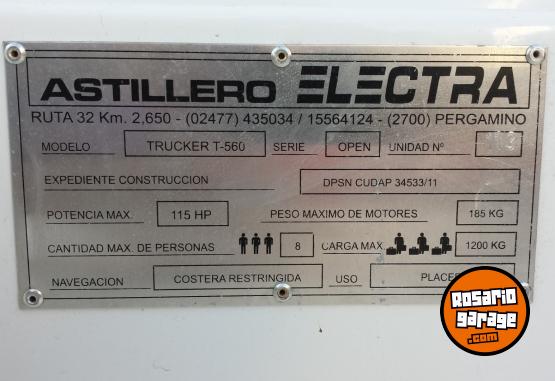 ASTILLERO ELECTRA
RUTA 32 Km. 2,650 - (02477) 435034 / 15564124 - (2700) PERGAMINO
MODELO TRUCKER T-560 SERIE OPEN UNIDAD Nº
EXPEDIENTE CONSTRUCCION DPSN CUDAP 34533/11
POTENCIA MAX. 115 HP PESO MAXIMO DE MOTORES 185 KG
CANTIDAD MAX. DE PERSONAS 8 CARGA MAX 1200 KG
NAVEGACION COSTERA RESTRINGIDA USO
Rosario
garage
.com